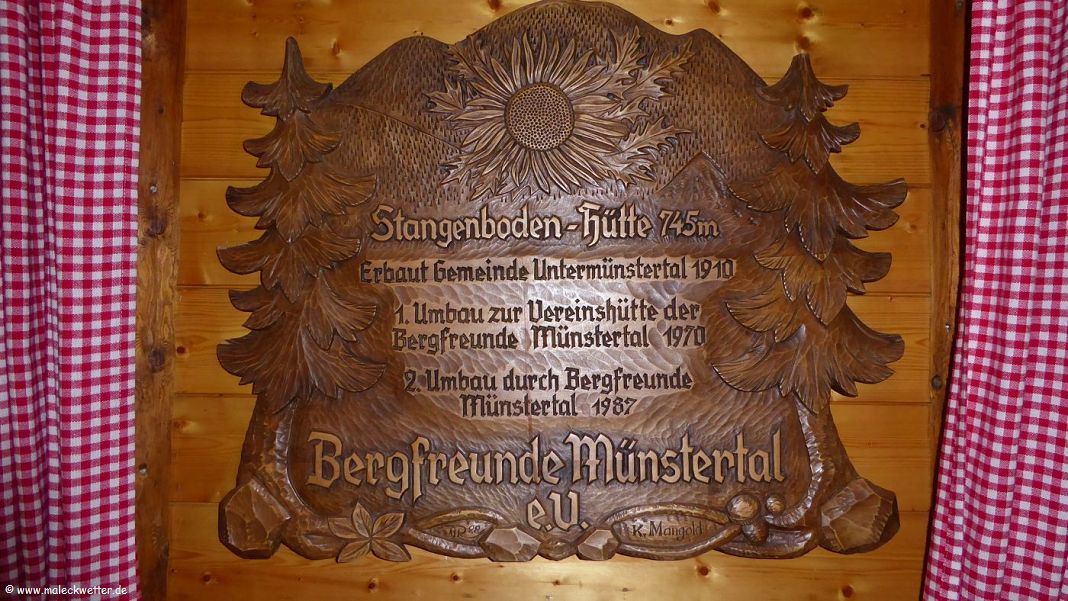 Stangenboden-Hütte 745m
Erbaut Gemeinde Untermünstertal 1910
1. Umbau zur Vereinshütte der
Bergfreunde Münstertal 1970
2. Umbau durch Bergfreunde
Münstertal 1987
Bergfreunde Münstertal
e.V.
K. Mangold
© www.maleckwetter.de